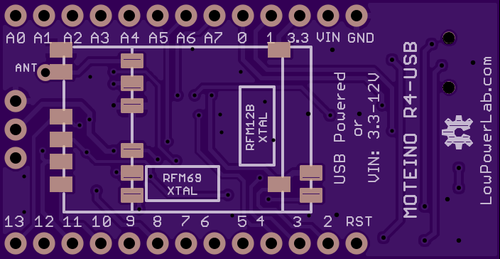 A0 A1 A2 A3 A4 A5 A6 A7 0 1 3.3 VIN GND
ANT
RFM12B
XTAL
RFM69
XTAL
USB Powered
or
VIN: 3.3-12V
MOTEINO R4-USB
LowPowerLab.com
13 12 11 10 9 8 7 6 5 4 3 2 RST